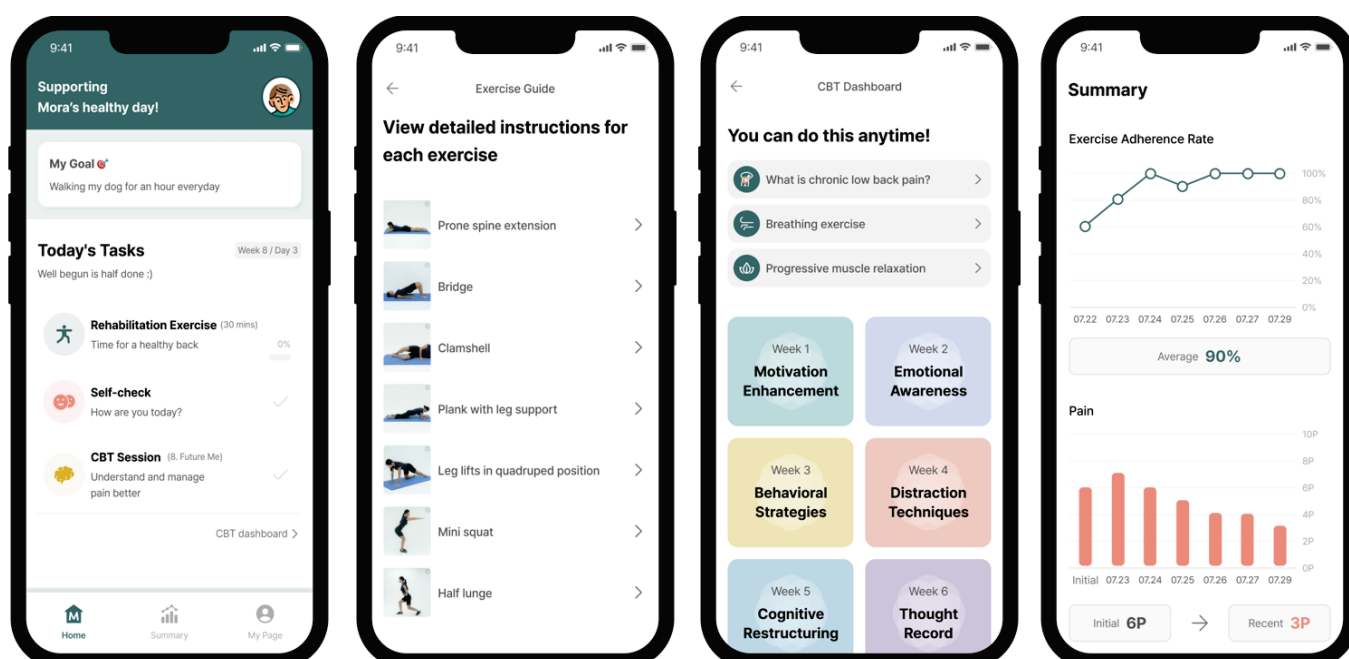 9:41
Supporting
Mora's healthy day!
My Goal
Walking my dog for an hour everyday
Today's Tasks
Week 8 / Day 3
Well begun is half done :)
Rehabilitation Exercise (30 mins)
Time for a healthy back
0%
Self-check
How are you today?
CBT Session (8. Future Me)
Understand and manage
pain better
CBT dashboard
M
Home
Summary
My Page
9:41
Exercise Guide
View detailed instructions for
each exercise
Prone spine extension
Bridge
Clamshell
Plank with leg support
Leg lifts in quadruped position
Mini squat
Half lunge
9:41
CBT Dashboard
You can do this anytime!
What is chronic low back pain?
Breathing exercise
Progressive muscle relaxation
Week 1
Motivation
Enhancement
Week 2
Emotional
Awareness
Week 3
Behavioral
Strategies
Week 4
Distraction
Techniques
Week 5
Cognitive
Restructuring
Week 6
Thought
Record
9:41
Summary
Exercise Adherence Rate
100%
80%
60%
40%
20%
0%
07.22 07.23 07.24 07.25 07.26 07.27 07.29
Average 90%
Pain
10P
8P
6P
4P
2P
0P
Initial 07.23 07.24 07.25 07.26 07.27 07.29
Initial 6P
Recent 3P